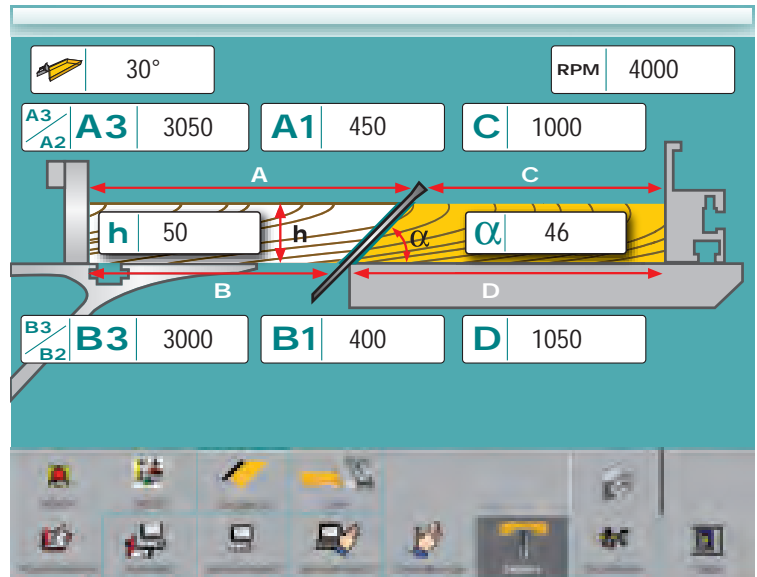 30° RPM 4000
A3/A2 A3 3050 A1 450 C 1000
A C
h 50 h α α 46
B D
B3/B2 B3 3000 B1 400 D 1050